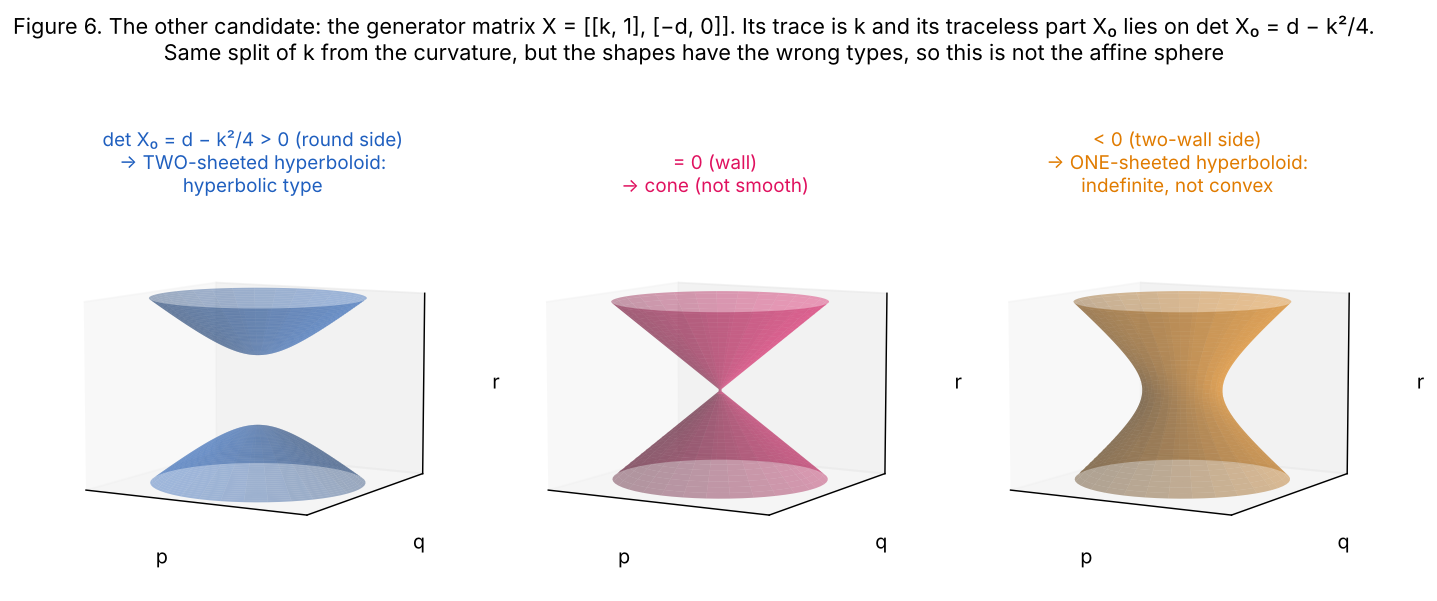 Figure 6. The other candidate: the generator matrix X = [[k, 1], [−d, 0]]. Its trace is k and its traceless part X₀ lies on det X₀ = d − k²/4.
Same split of k from the curvature, but the shapes have the wrong types, so this is not the affine sphere
det X₀ = d − k²/4 > 0 (round side)
→ TWO-sheeted hyperboloid:
hyperbolic type
= 0 (wall)
→ cone (not smooth)
< 0 (two-wall side)
→ ONE-sheeted hyperboloid:
indefinite, not convex
r
r
r
q
q
q
p
p
p